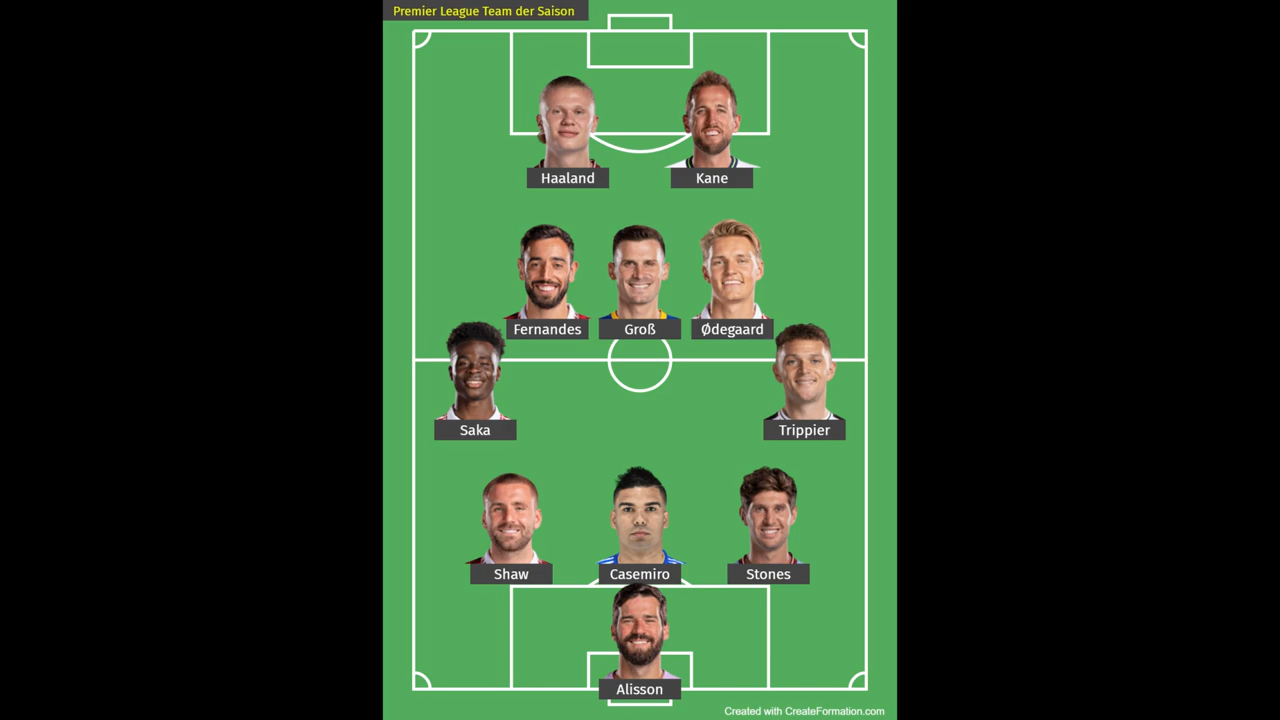 Premier League Team der Saison
Haaland
Kane
Fernandes
Groß
Ødegaard
Saka
Trippier
Shaw
Casemiro
Stones
Alisson
Created with CreateFormation.com